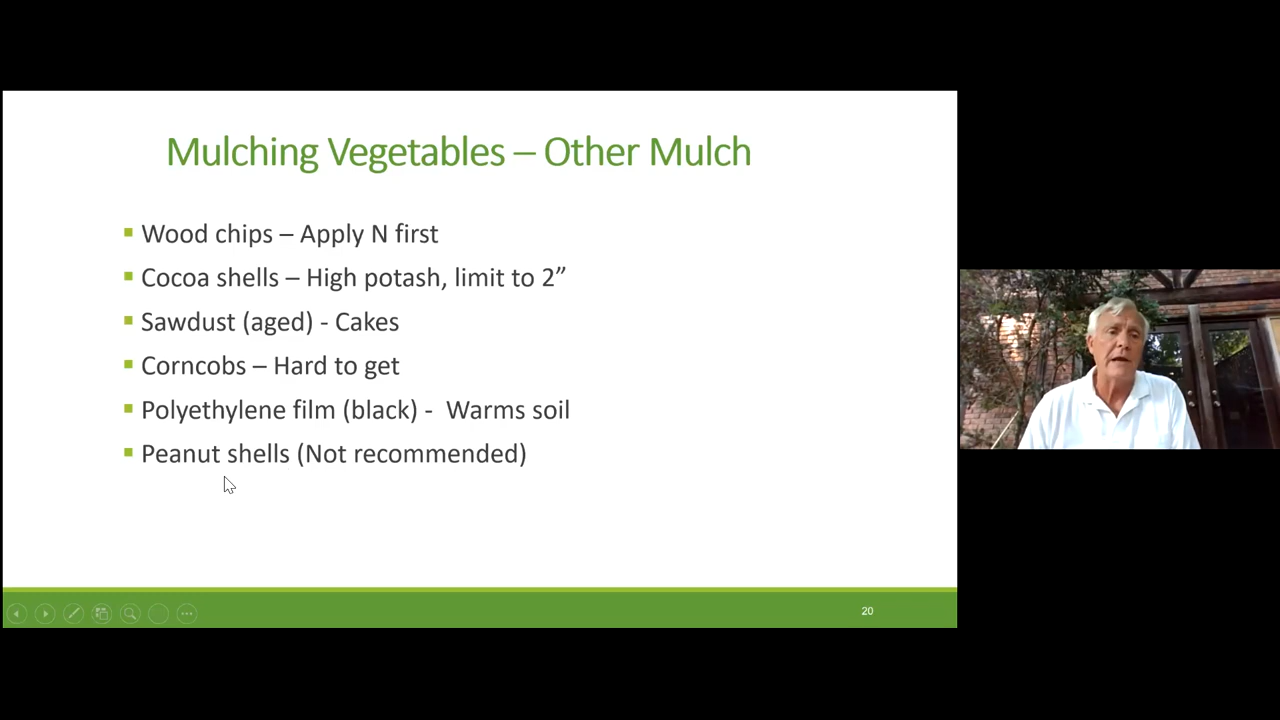 Mulching Vegetables – Other Mulch
Wood chips – Apply N first
Cocoa shells – High potash, limit to 2”
Sawdust (aged) - Cakes
Corncobs – Hard to get
Polyethylene film (black) -  Warms soil
Peanut shells (Not recommended)
20